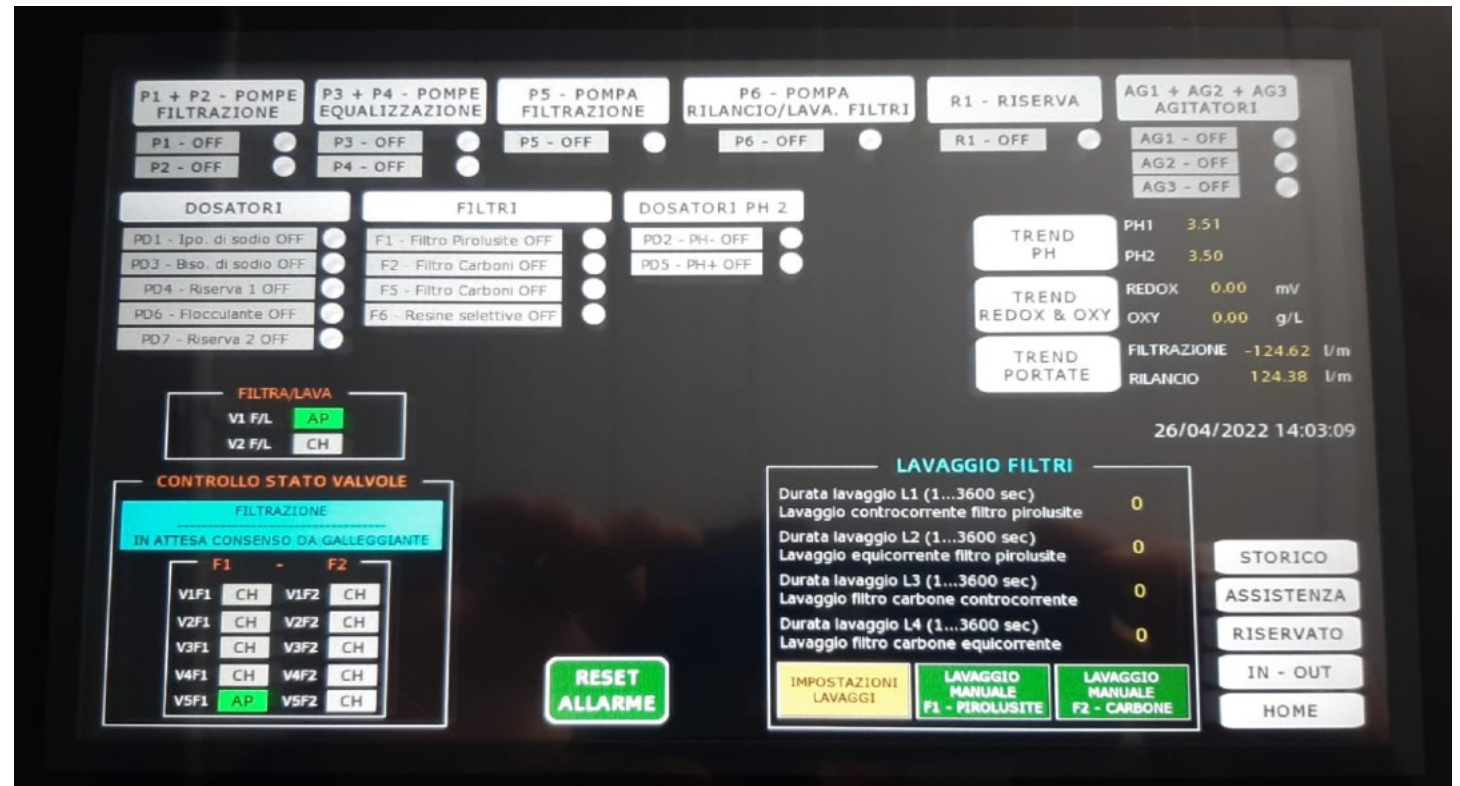 P1 + P2 - POMPE FILTRAZIONE
P3 + P4 - POMPE EQUALIZZAZIONE
P5 - POMPA FILTRAZIONE
P6 - POMPA RILANCIO/LAVA. FILTRI
R1 - RISERVA
AG1 + AG2 + AG3 AGITATORI
P1 - OFF
P3 - OFF
P5 - OFF
P6 - OFF
R1 - OFF
AG1 - OFF
P2 - OFF
P4 - OFF
AG2 - OFF
AG3 - OFF
DOSATORI
PD1 - Ipo. di sodio OFF
PD3 - Biso. di sodio OFF
PD4 - Riserva 1 OFF
PD6 - Flocculante OFF
PD7 - Riserva 2 OFF
FILTRI
F1 - Filtro Pirolusite OFF
F2 - Filtro Carboni OFF
F5 - Filtro Carboni OFF
F6 - Resine selettive OFF
DOSATORI PH 2
PD2 - PH- OFF
PD5 - PH+ OFF
TREND
PH
PH1 3.51
PH2 3.50
TREND
REDOX & OXY
REDOX 0.00 mV
OXY 0.00 g/L
TREND
PORTATE
FILTRAZIONE -124.62 l/m
RILANCIO 124.38 l/m
26/04/2022 14:03:09
FILTRA/LAVA
V1 F/L AP
V2 F/L CH
CONTROLLO STATO VALVOLE
FILTRAZIONE
--------------------------------
IN ATTESA CONSENSO DA GALLEGGIANTE
F1 - F2
V1F1 CH V1F2 CH
V2F1 CH V2F2 CH
V3F1 CH V3F2 CH
V4F1 CH V4F2 CH
V5F1 AP V5F2 CH
RESET
ALLARME
LAVAGGIO FILTRI
Durata lavaggio L1 (1...3600 sec)
Lavaggio controcorrente filtro pirolusite 0
Durata lavaggio L2 (1...3600 sec)
Lavaggio equicorrente filtro pirolusite 0
Durata lavaggio L3 (1...3600 sec)
Lavaggio filtro carbone controcorrente 0
Durata lavaggio L4 (1...3600 sec)
Lavaggio filtro carbone equicorrente 0
IMPOSTAZIONI
LAVAGGI
LAVAGGIO
MANUALE
F1 - PIROLUSITE
LAVAGGIO
MANUALE
F2 - CARBONE
STORICO
ASSISTENZA
RISERVATO
IN - OUT
HOME